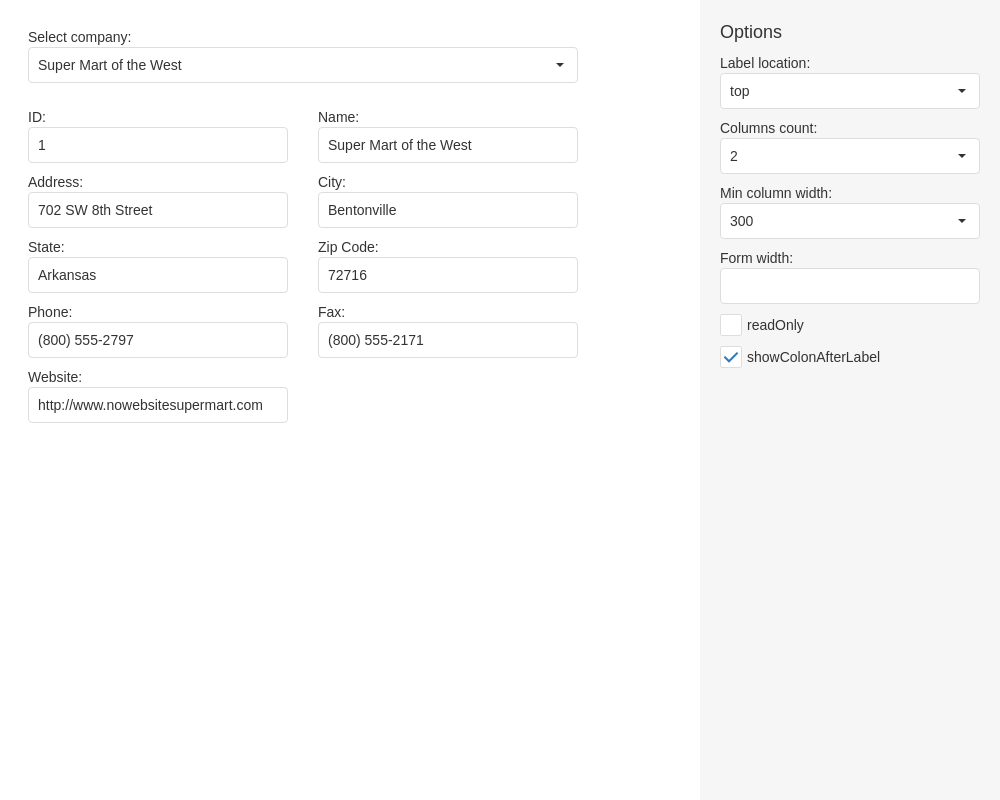 Select company:
Super Mart of the West
ID:
1
Name:
Super Mart of the West
Address:
702 SW 8th Street
City:
Bentonville
State:
Arkansas
Zip Code:
72716
Phone:
(800) 555-2797
Fax:
(800) 555-2171
Website:
http://www.nowebsitesupermart.com
Options
Label location:
top
Columns count:
2
Min column width:
300
Form width:
readOnly
showColonAfterLabel